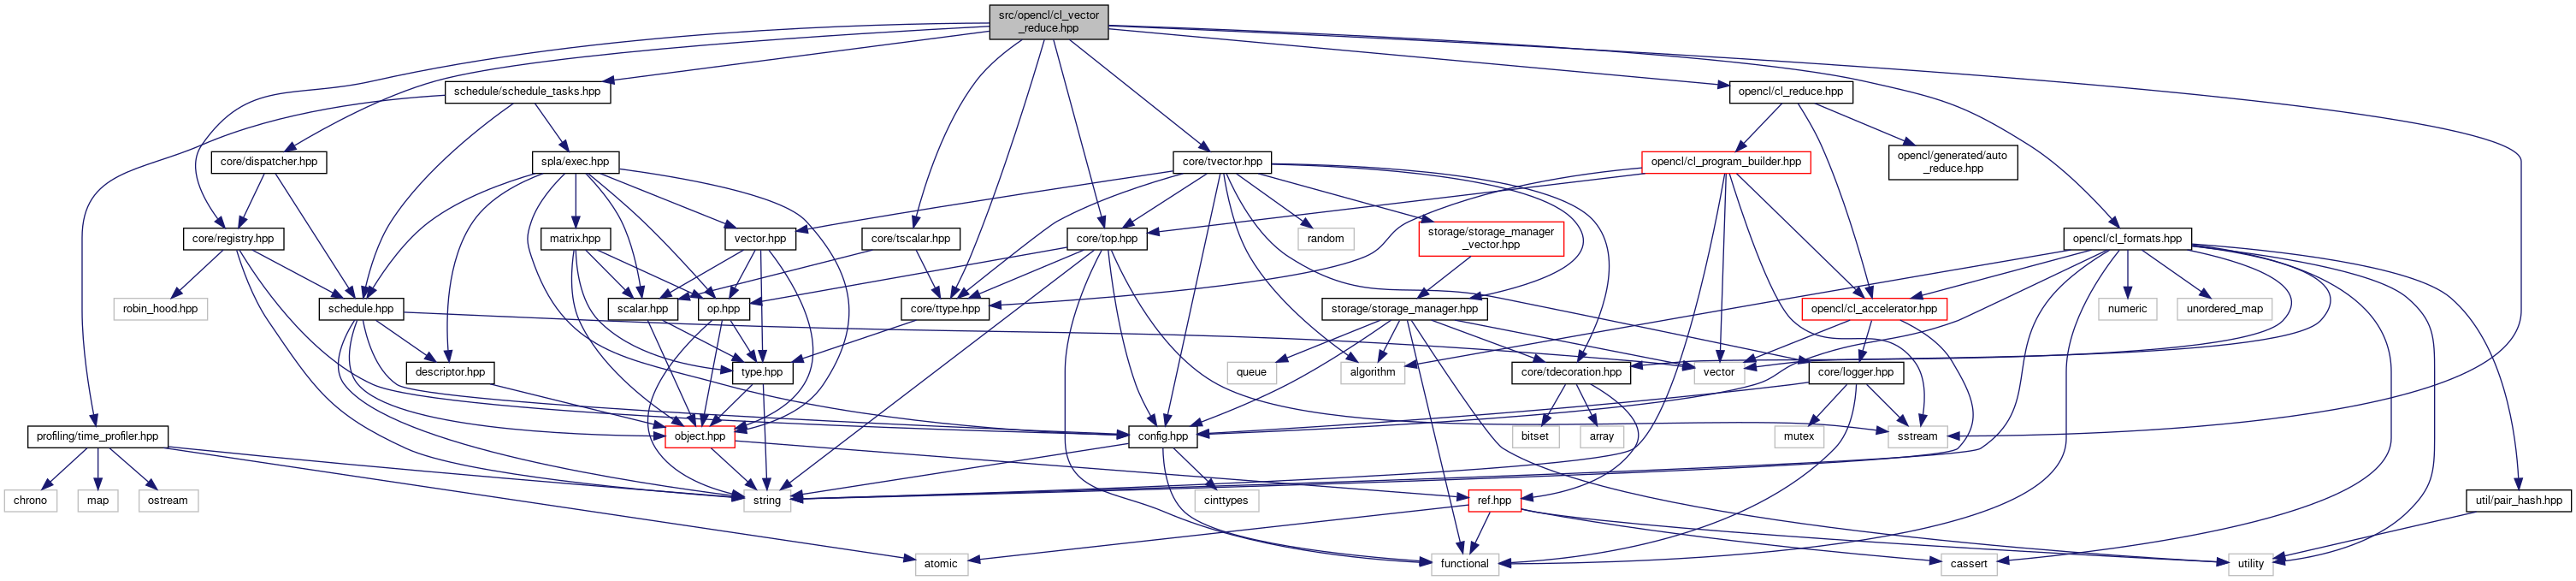 src/opencl/cl_vector
_reduce.hpp
schedule/schedule_tasks.hpp
opencl/cl_reduce.hpp
core/dispatcher.hpp
spla/exec.hpp
core/tvector.hpp
opencl/cl_program_builder.hpp
opencl/generated/auto
_reduce.hpp
core/registry.hpp
matrix.hpp
vector.hpp
core/tscalar.hpp
core/top.hpp
random
storage/storage_manager
_vector.hpp
opencl/cl_formats.hpp
robin_hood.hpp
schedule.hpp
scalar.hpp
op.hpp
core/ttype.hpp
storage/storage_manager.hpp
opencl/cl_accelerator.hpp
numeric
unordered_map
descriptor.hpp
type.hpp
queue
algorithm
core/tdecoration.hpp
vector
core/logger.hpp
profiling/time_profiler.hpp
object.hpp
config.hpp
bitset
array
mutex
sstream
chrono
map
ostream
string
cinttypes
ref.hpp
util/pair_hash.hpp
atomic
functional
cassert
utility